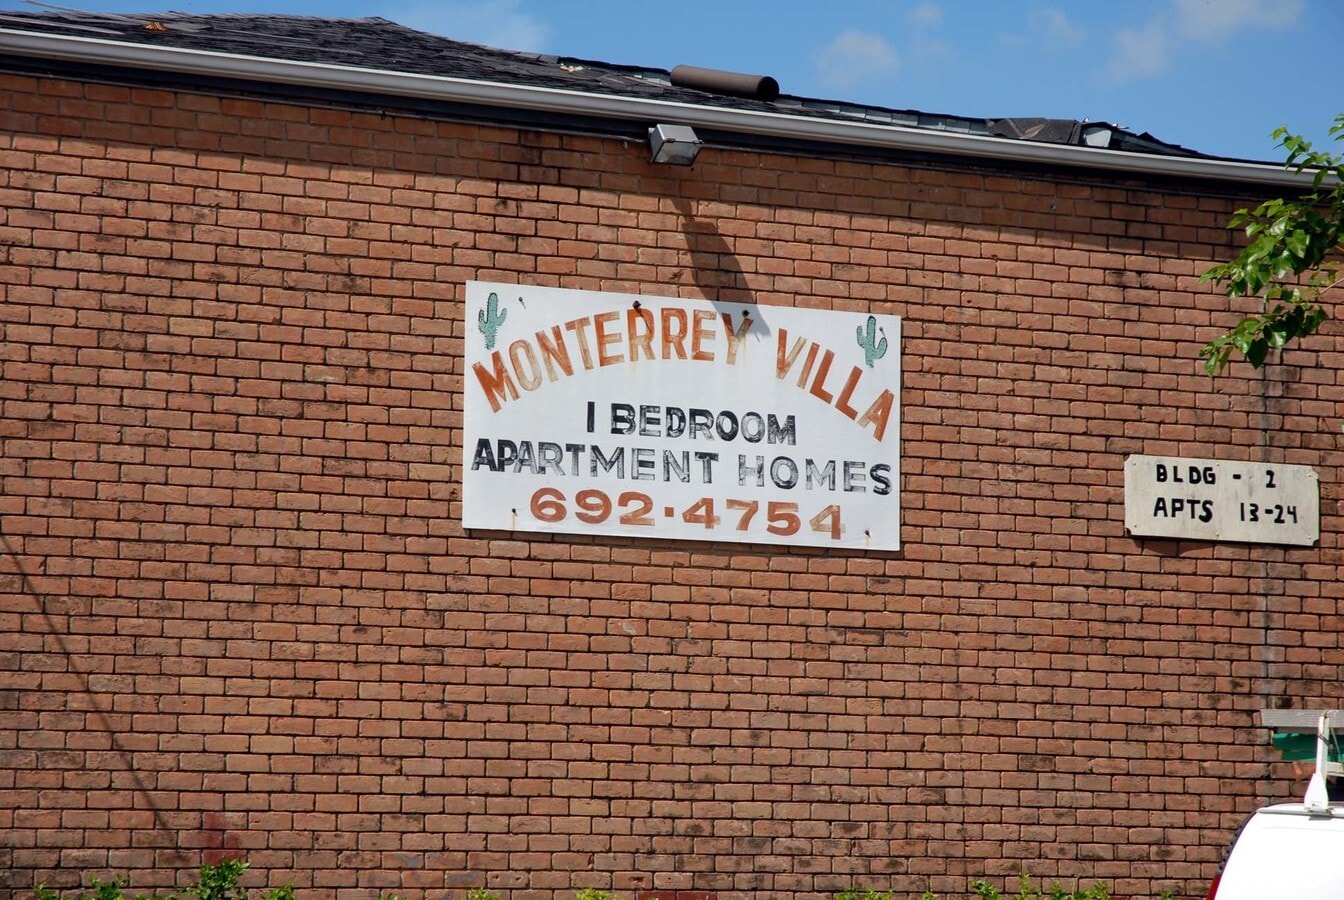 MONTERREY VILLA
1 BEDROOM
APARTMENT HOMES
692·4754
BLDG - 2
APTS 13-24